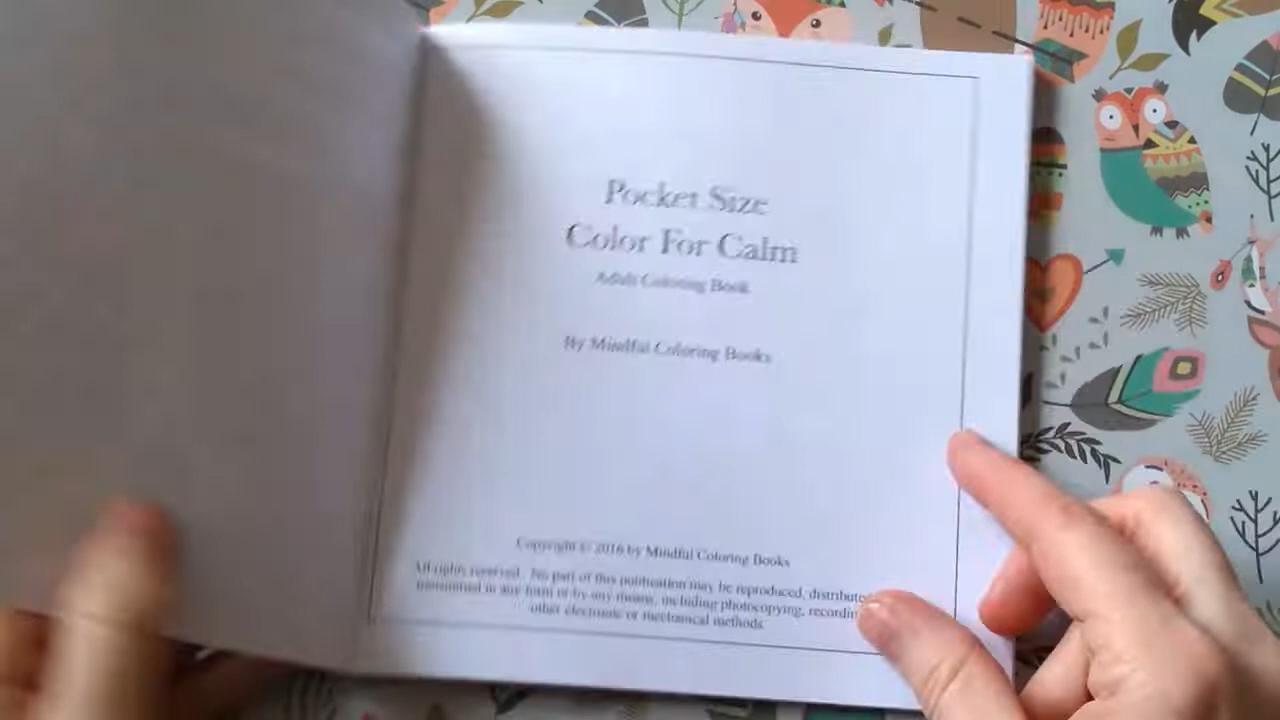 Pocket Size
Color For Calm
Adult Coloring Book
By Mindful Coloring Books
Copyright © 2016 by Mindful Coloring Books
All rights reserved. No part of this publication may be reproduced, distribute
transmitted in any form or by any means, including photocopying, recordin
other electronic or mechanical methods.